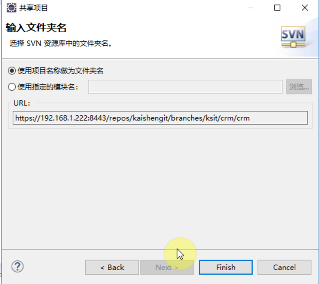 共享项目
输入文件夹名
选择 SVN 资源库中的文件夹名。
SVN
使用项目名称做为文件夹名
使用指定的模块名：
浏览...
URL:
https://192.168.1.222:8443/repos/kaishengit/branches/ksit/crm/crm
< Back
Next >
Finish
Cancel